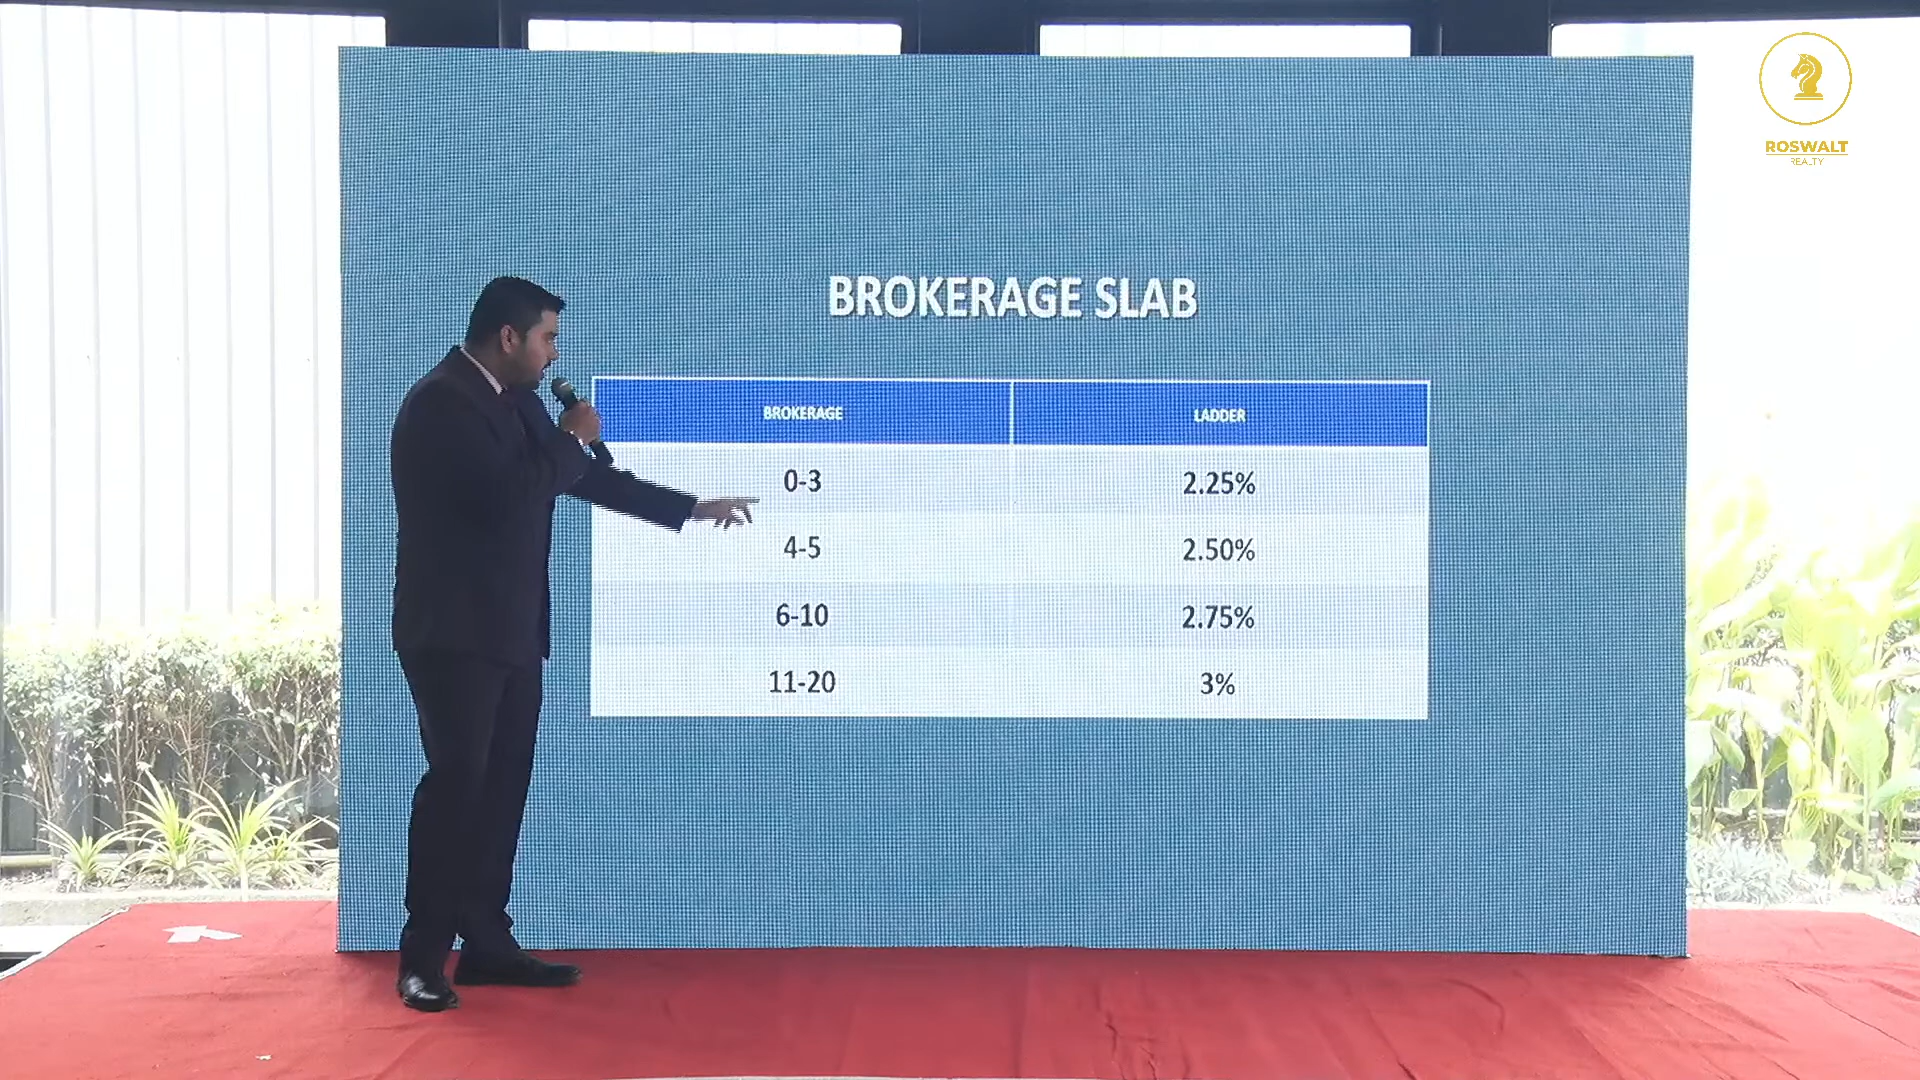 ROSWALT
REALTY
BROKERAGE SLAB
BROKERAGE LADDER
0-3 2.25%
4-5 2.50%
6-10 2.75%
11-20 3%